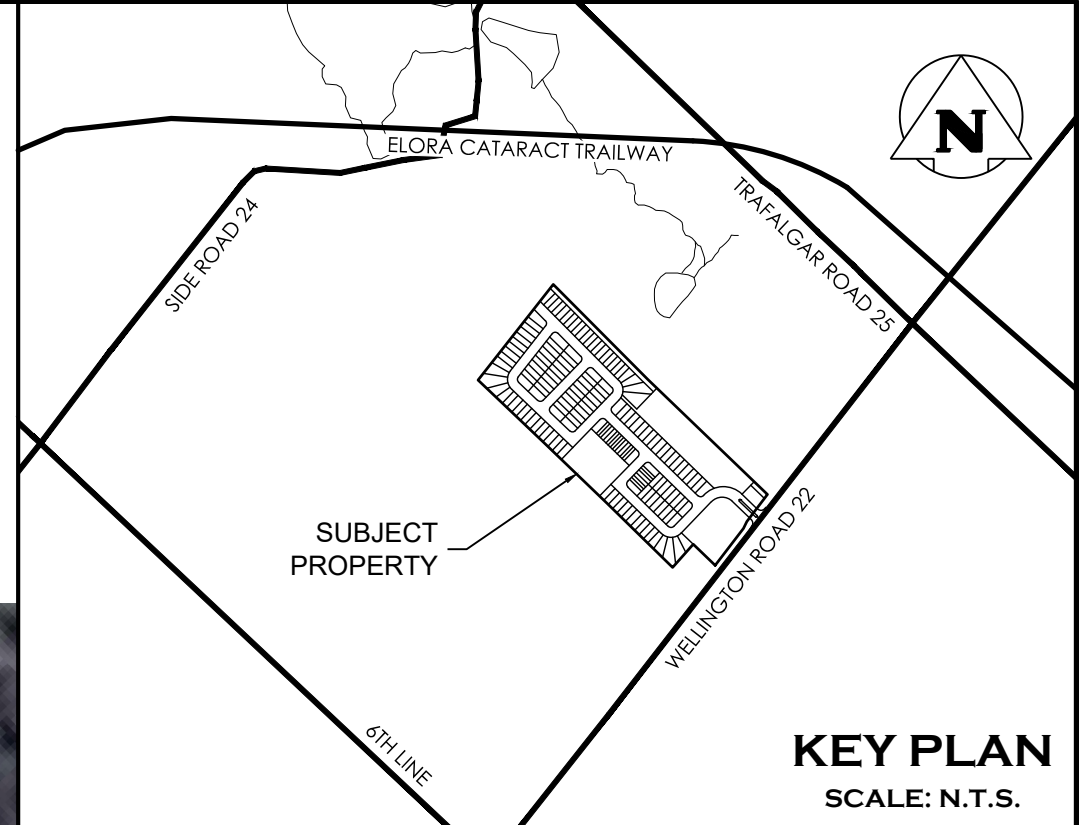 ELORA CATARACT TRAILWAY
N
SIDE ROAD 24
TRAFALGAR ROAD 25
SUBJECT
PROPERTY
WELLINGTON ROAD 22
6TH LINE
KEY PLAN
SCALE: N.T.S.